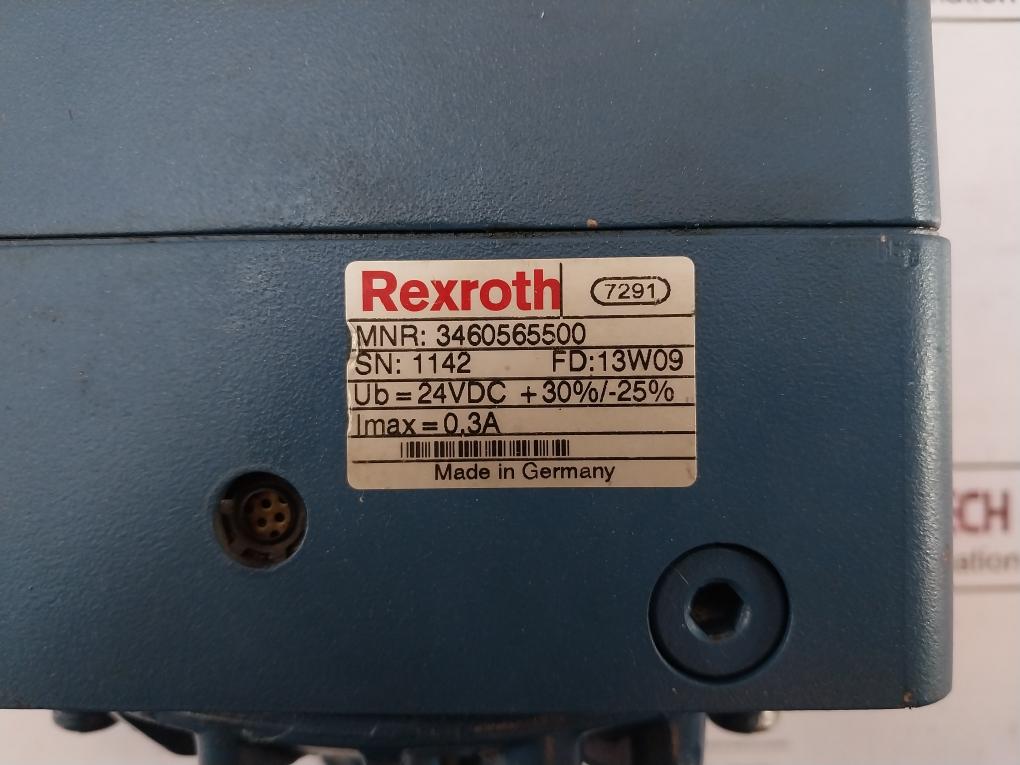 Rexroth 7291
MNR: 3460565500
SN: 1142 FD:13W09
Ub = 24VDC +30%/-25%
Imax = 0,3A
Made in Germany